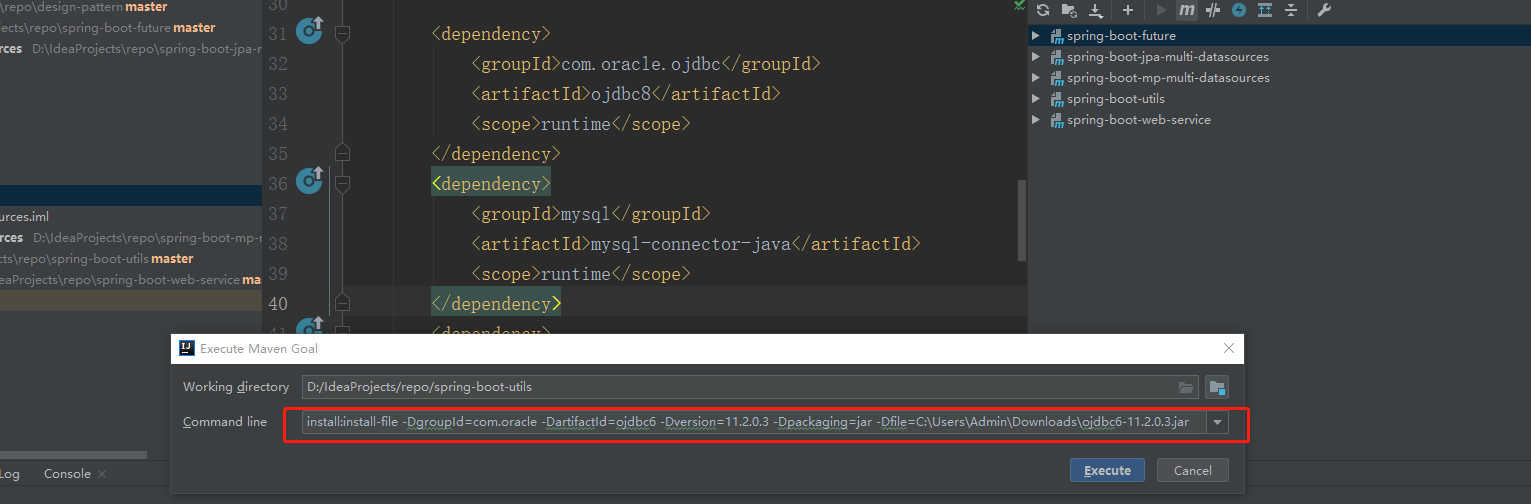 \repo\design-pattern master
jects\repo\spring-boot-future master
urces D:\IdeaProjects\repo\spring-boot-jpa-r
urces.iml
urces D:\IdeaProjects\repo\spring-boot-mp-r
cts\repo\spring-boot-utils master
eaProjects\repo\spring-boot-web-service mas
30
31 <dependency>
32 <groupId>com.oracle.ojdbc</groupId>
33 <artifactId>ojdbc8</artifactId>
34 <scope>runtime</scope>
35 </dependency>
36 <dependency>
37 <groupId>mysql</groupId>
38 <artifactId>mysql-connector-java</artifactId>
39 <scope>runtime</scope>
40 </dependency>
41 <dependency>
m
spring-boot-future
spring-boot-jpa-multi-datasources
spring-boot-mp-multi-datasources
spring-boot-utils
spring-boot-web-service
Execute Maven Goal
Working directory D:/IdeaProjects/repo/spring-boot-utils
Command line install:install-file -DgroupId=com.oracle -DartifactId=ojdbc6 -Dversion=11.2.0.3 -Dpackaging=jar -Dfile=C:\Users\Admin\Downloads\ojdbc6-11.2.0.3.jar
Execute Cancel
Log Console